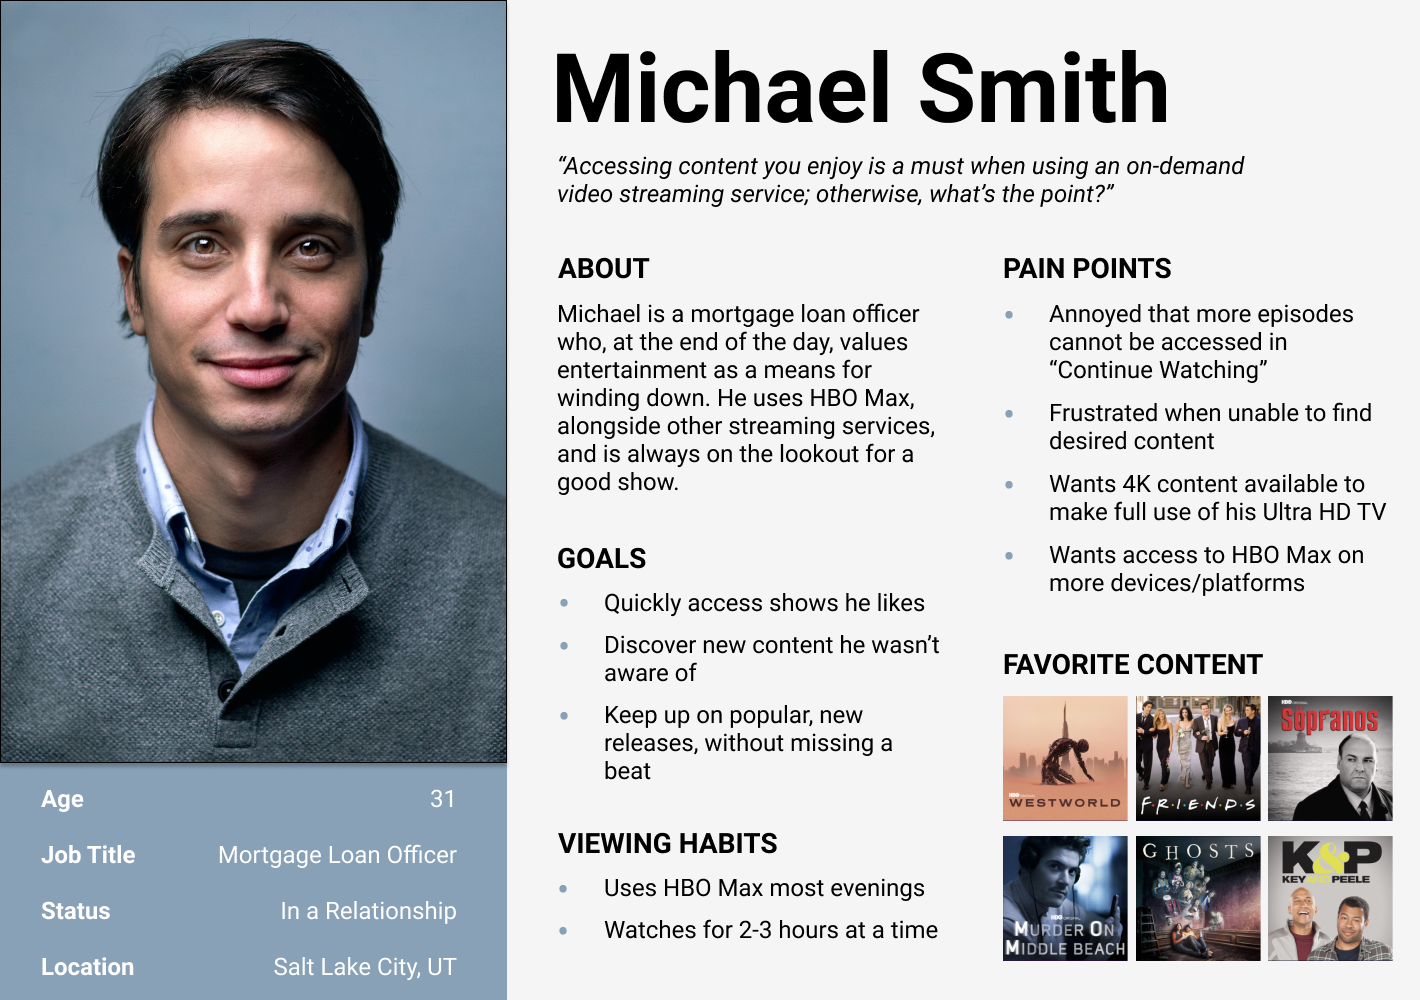 Michael Smith
“Accessing content you enjoy is a must when using an on-demand
video streaming service; otherwise, what’s the point?”
ABOUT
Michael is a mortgage loan officer
who, at the end of the day, values
entertainment as a means for
winding down. He uses HBO Max,
alongside other streaming services,
and is always on the lookout for a
good show.
GOALS
• Quickly access shows he likes
• Discover new content he wasn’t
aware of
• Keep up on popular, new
releases, without missing a
beat
VIEWING HABITS
• Uses HBO Max most evenings
• Watches for 2-3 hours at a time
PAIN POINTS
• Annoyed that more episodes
cannot be accessed in
“Continue Watching”
• Frustrated when unable to find
desired content
• Wants 4K content available to
make full use of his Ultra HD TV
• Wants access to HBO Max on
more devices/platforms
FAVORITE CONTENT
HBO
WESTWORLD
F·R·I·E·N·D·S
HBO
Sopranos
HBO
MURDER ON
MIDDLE BEACH
GHOSTS
K&P
KEY AND PEELE
Age 31
Job Title Mortgage Loan Officer
Status In a Relationship
Location Salt Lake City, UT